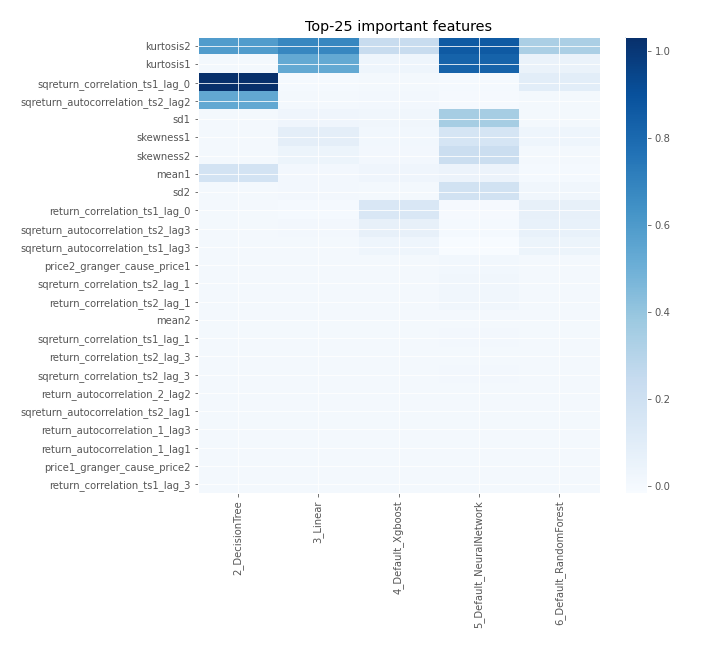 Top-25 important features
kurtosis2
kurtosis1
sqreturn_correlation_ts1_lag_0
sqreturn_autocorrelation_ts2_lag2
sd1
skewness1
skewness2
mean1
sd2
return_correlation_ts1_lag_0
sqreturn_autocorrelation_ts2_lag3
sqreturn_autocorrelation_ts1_lag3
price2_granger_cause_price1
sqreturn_correlation_ts2_lag_1
return_correlation_ts2_lag_1
mean2
sqreturn_correlation_ts1_lag_1
return_correlation_ts2_lag_3
sqreturn_correlation_ts2_lag_3
return_autocorrelation_2_lag2
sqreturn_autocorrelation_ts2_lag1
return_autocorrelation_1_lag3
return_autocorrelation_1_lag1
price1_granger_cause_price2
return_correlation_ts1_lag_3
2_DecisionTree
3_Linear
4_Default_Xgboost
5_Default_NeuralNetwork
6_Default_RandomForest
1.0
0.8
0.6
0.4
0.2
0.0